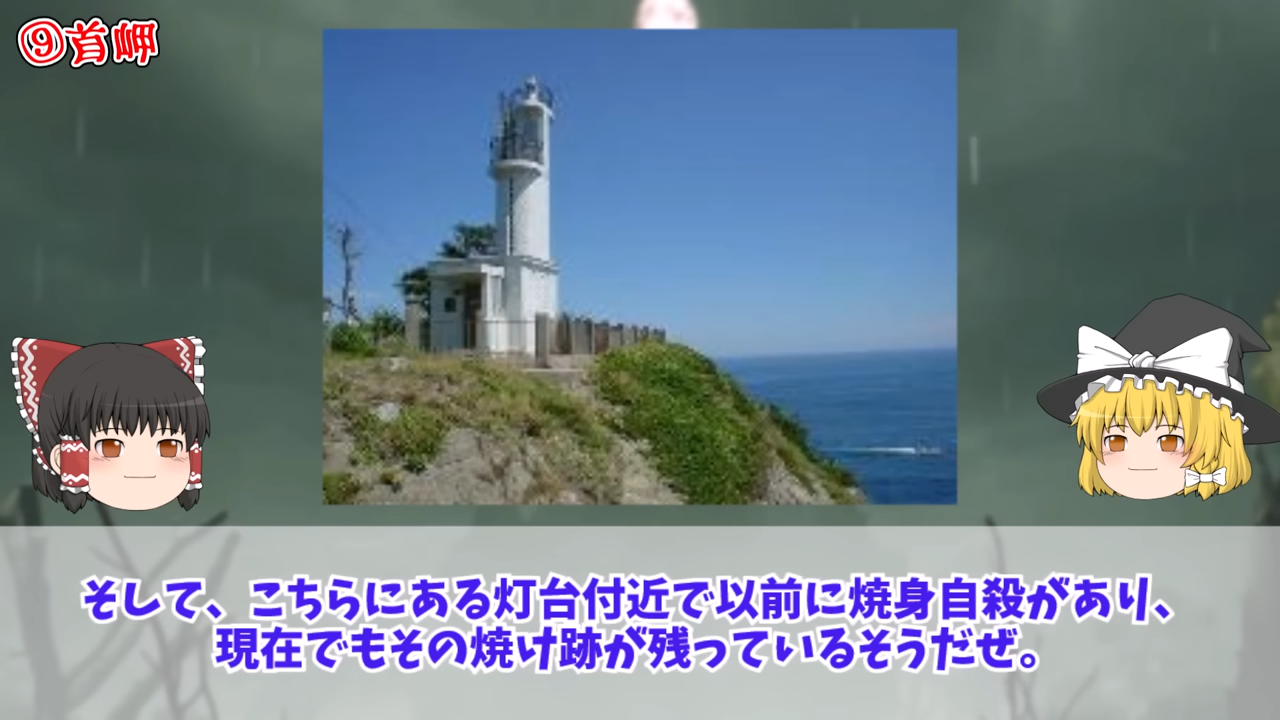 ⑨首岬
そして、こちらにある灯台付近で以前に焼身自殺があり、
現在でもその焼け跡が残っているそうだぜ。